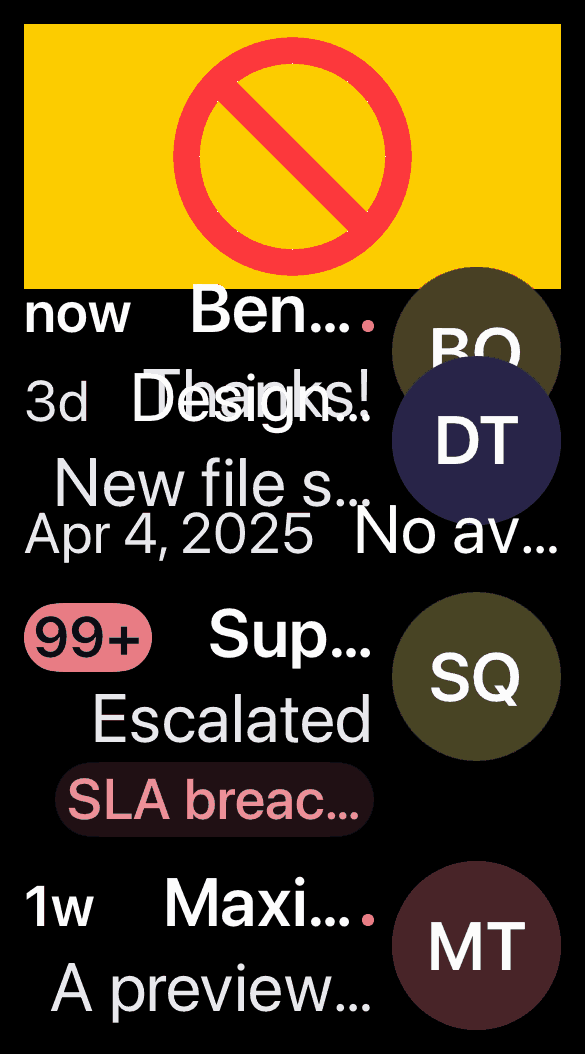 now Ben...
BO
Thanks!
3d Design...
DT
New file s...
Apr 4, 2025 No av...
99+ Sup...
SQ
Escalated
SLA breac...
1w Maxi...
MT
A preview...